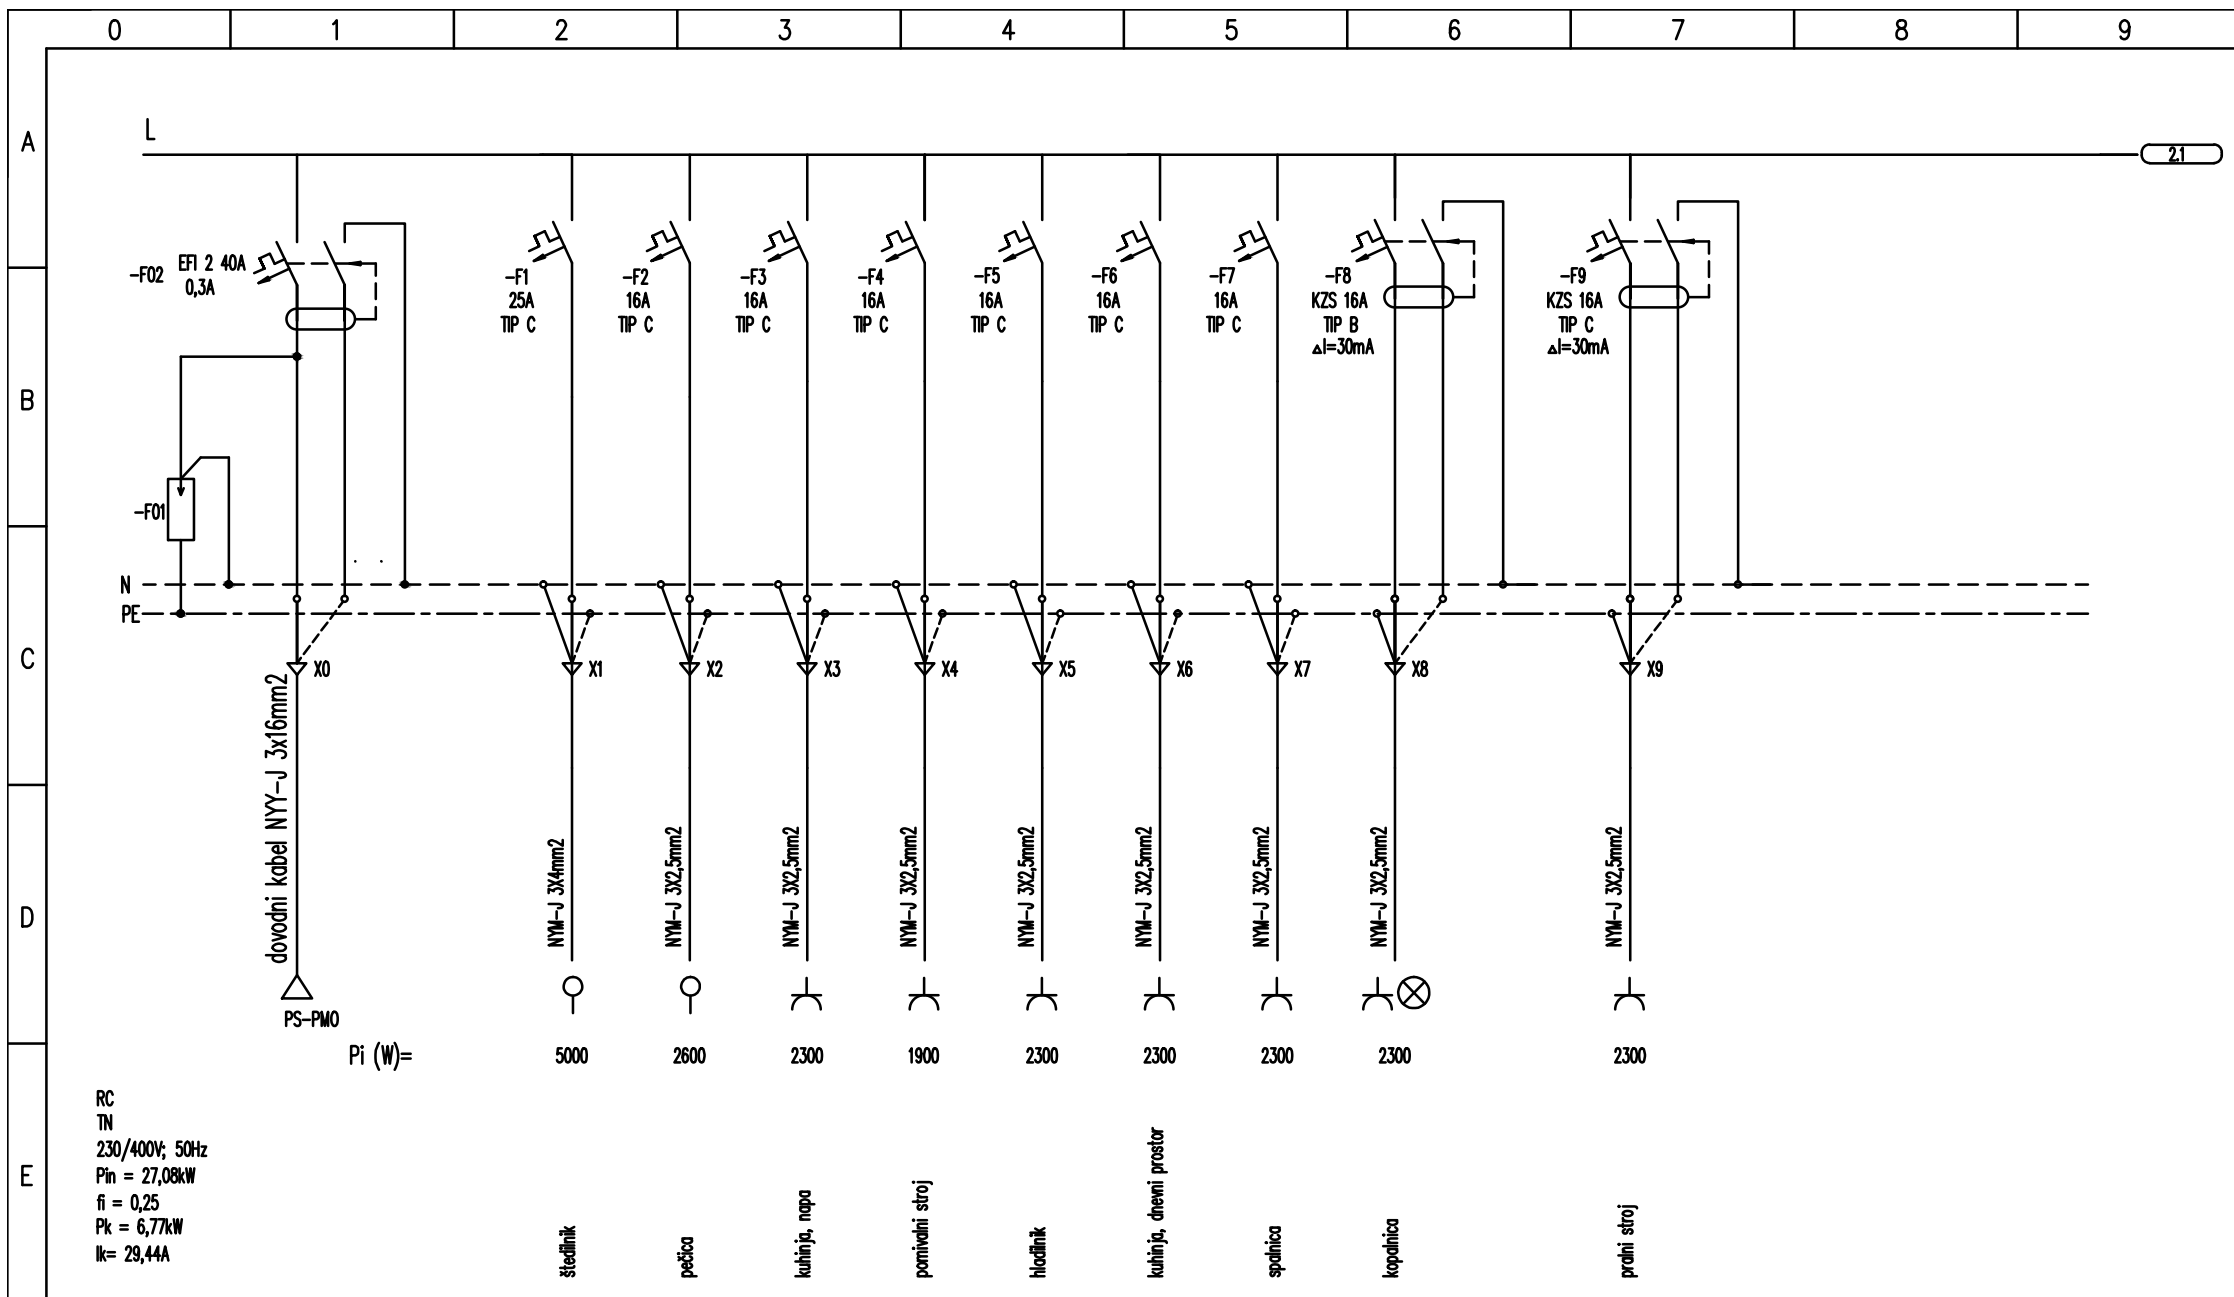 0 1 2 3 4 5 6 7 8 9
A
L
2.1
-F02
EFI 2 40A
0,3A
-F1
25A
TIP C
-F2
16A
TIP C
-F3
16A
TIP C
-F4
16A
TIP C
-F5
16A
TIP C
-F6
16A
TIP C
-F7
16A
TIP C
-F8
KZS 16A
TIP B
ΔI=30mA
-F9
KZS 16A
TIP C
ΔI=30mA
B
-F01
N
PE
C
X0 X1 X2 X3 X4 X5 X6 X7 X8 X9
dovodni kabel NYY-J 3x16mm2
NYM-J 3X4mm2
NYM-J 3X2,5mm2
NYM-J 3X2,5mm2
NYM-J 3X2,5mm2
NYM-J 3X2,5mm2
NYM-J 3X2,5mm2
NYM-J 3X2,5mm2
NYM-J 3X2,5mm2
NYM-J 3X2,5mm2
D
PS-PMO
Pi (W)= 5000 2600 2300 1900 2300 2300 2300 2300 2300
RC
TN
230/400V; 50Hz
Pin = 27,08kW
fi = 0,25
Pk = 6,77kW
Ik= 29,44A
E
štedilnik
pečica
kuhinja, napa
pomivalni stroj
hladilnik
kuhinja, dnevni prostor
spalnica
kopalnica
pralni stroj